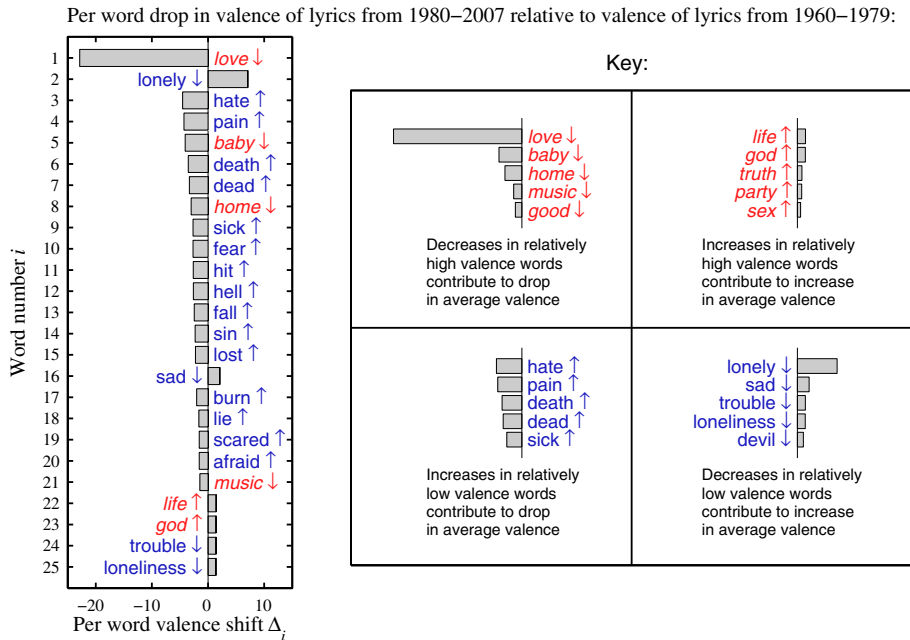 Per word drop in valence of lyrics from 1980−2007 relative to valence of lyrics from 1960−1979:
Word number i
1 love ↓
2 lonely ↓
3 hate ↑
4 pain ↑
5 baby ↓
6 death ↑
7 dead ↑
8 home ↓
9 sick ↑
10 fear ↑
11 hit ↑
12 hell ↑
13 fall ↑
14 sin ↑
15 lost ↑
16 sad ↓
17 burn ↑
18 lie ↑
19 scared ↑
20 afraid ↑
21 music ↓
22 life ↑
23 god ↑
24 trouble ↓
25 loneliness ↓
−20 −10 0 10
Per word valence shift Δi
Key:
love ↓
baby ↓
home ↓
music ↓
good ↓
Decreases in relatively
high valence words
contribute to drop
in average valence
life ↑
god ↑
truth ↑
party ↑
sex ↑
Increases in relatively
high valence words
contribute to increase
in average valence
hate ↑
pain ↑
death ↑
dead ↑
sick ↑
Increases in relatively
low valence words
contribute to drop
in average valence
lonely ↓
sad ↓
trouble ↓
loneliness ↓
devil ↓
Decreases in relatively
low valence words
contribute to increase
in average valence